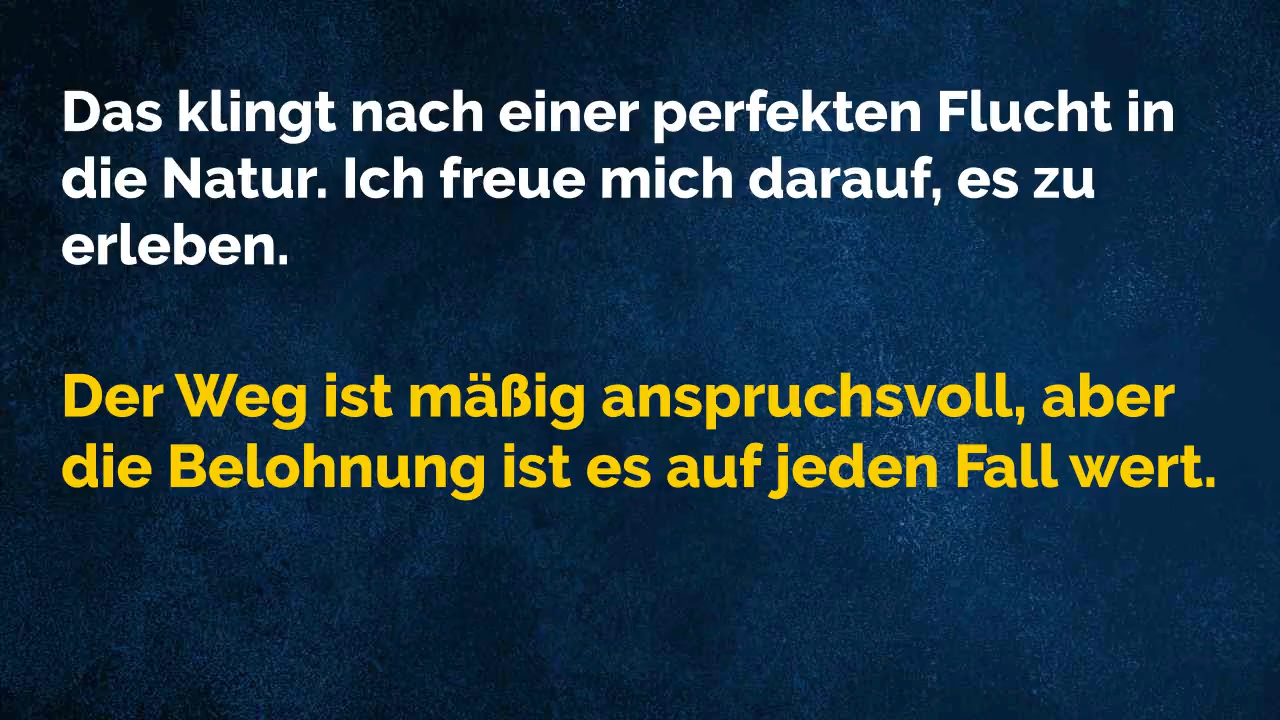 Das klingt nach einer perfekten Flucht in
die Natur. Ich freue mich darauf, es zu
erleben.
Der Weg ist mäßig anspruchsvoll, aber
die Belohnung ist es auf jeden Fall wert.